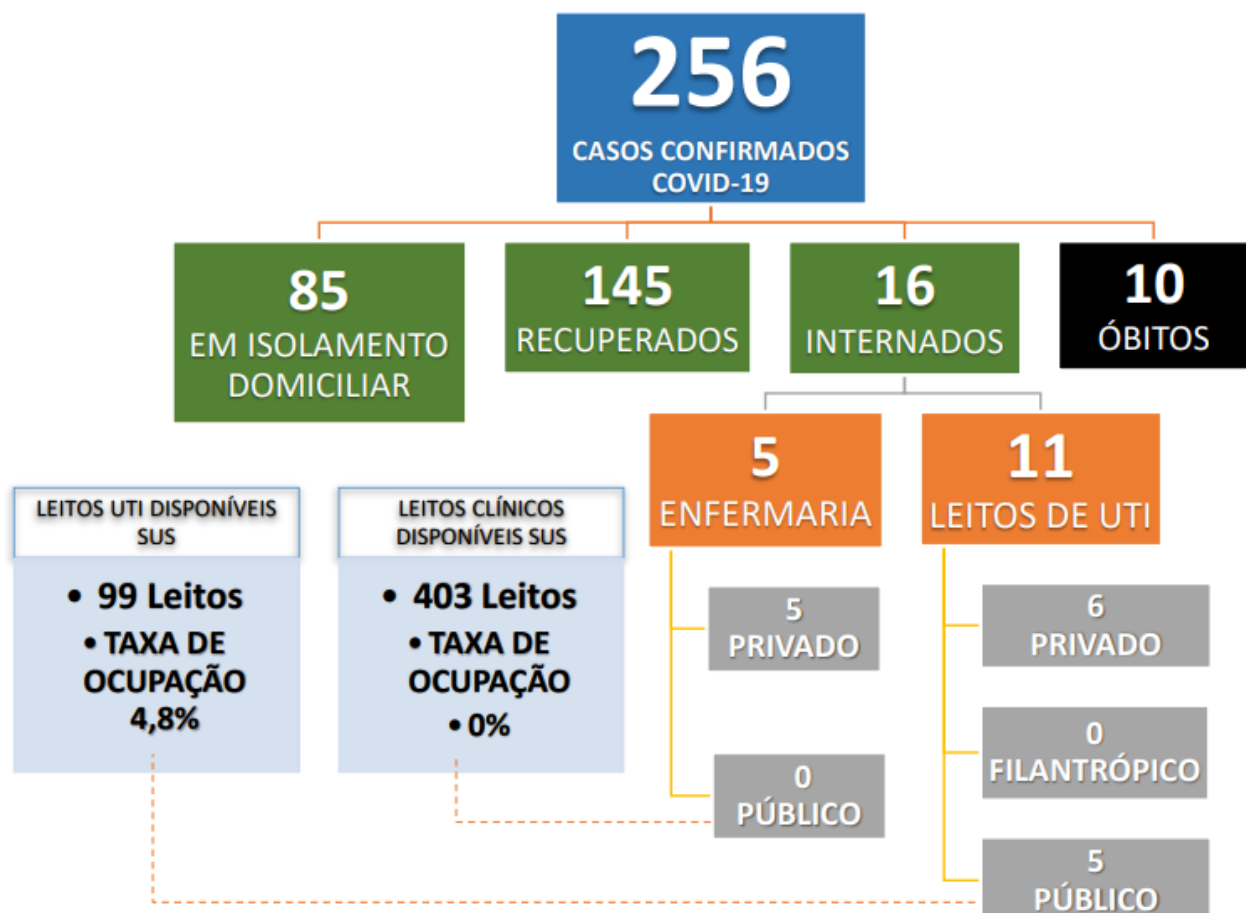 256
CASOS CONFIRMADOS
COVID-19
85
EM ISOLAMENTO
DOMICILIAR
145
RECUPERADOS
16
INTERNADOS
10
ÓBITOS
5
ENFERMARIA
11
LEITOS DE UTI
LEITOS UTI DISPONÍVEIS
SUS
• 99 Leitos
• TAXA DE
OCUPAÇÃO
4,8%
LEITOS CLÍNICOS
DISPONÍVEIS SUS
• 403 Leitos
• TAXA DE
OCUPAÇÃO
• 0%
5
PRIVADO
0
PÚBLICO
6
PRIVADO
0
FILANTRÓPICO
5
PÚBLICO